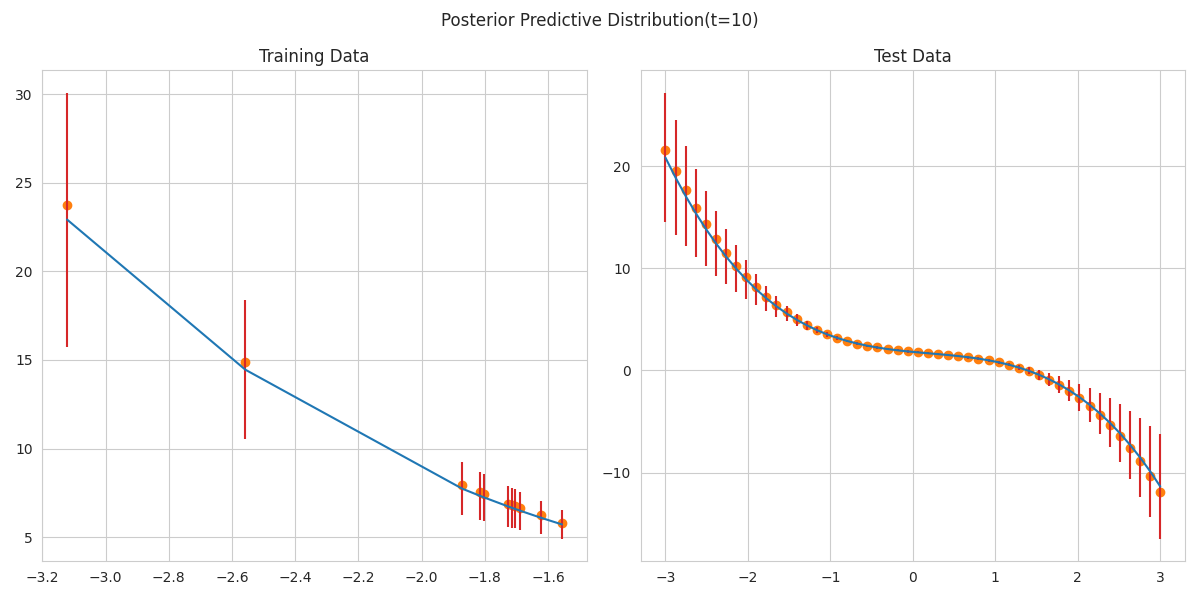 Posterior Predictive Distribution(t=10)
Training Data
30
25
20
15
10
5
−3.2 −3.0 −2.8 −2.6 −2.4 −2.2 −2.0 −1.8 −1.6
Test Data
20
10
0
−10
−3 −2 −1 0 1 2 3